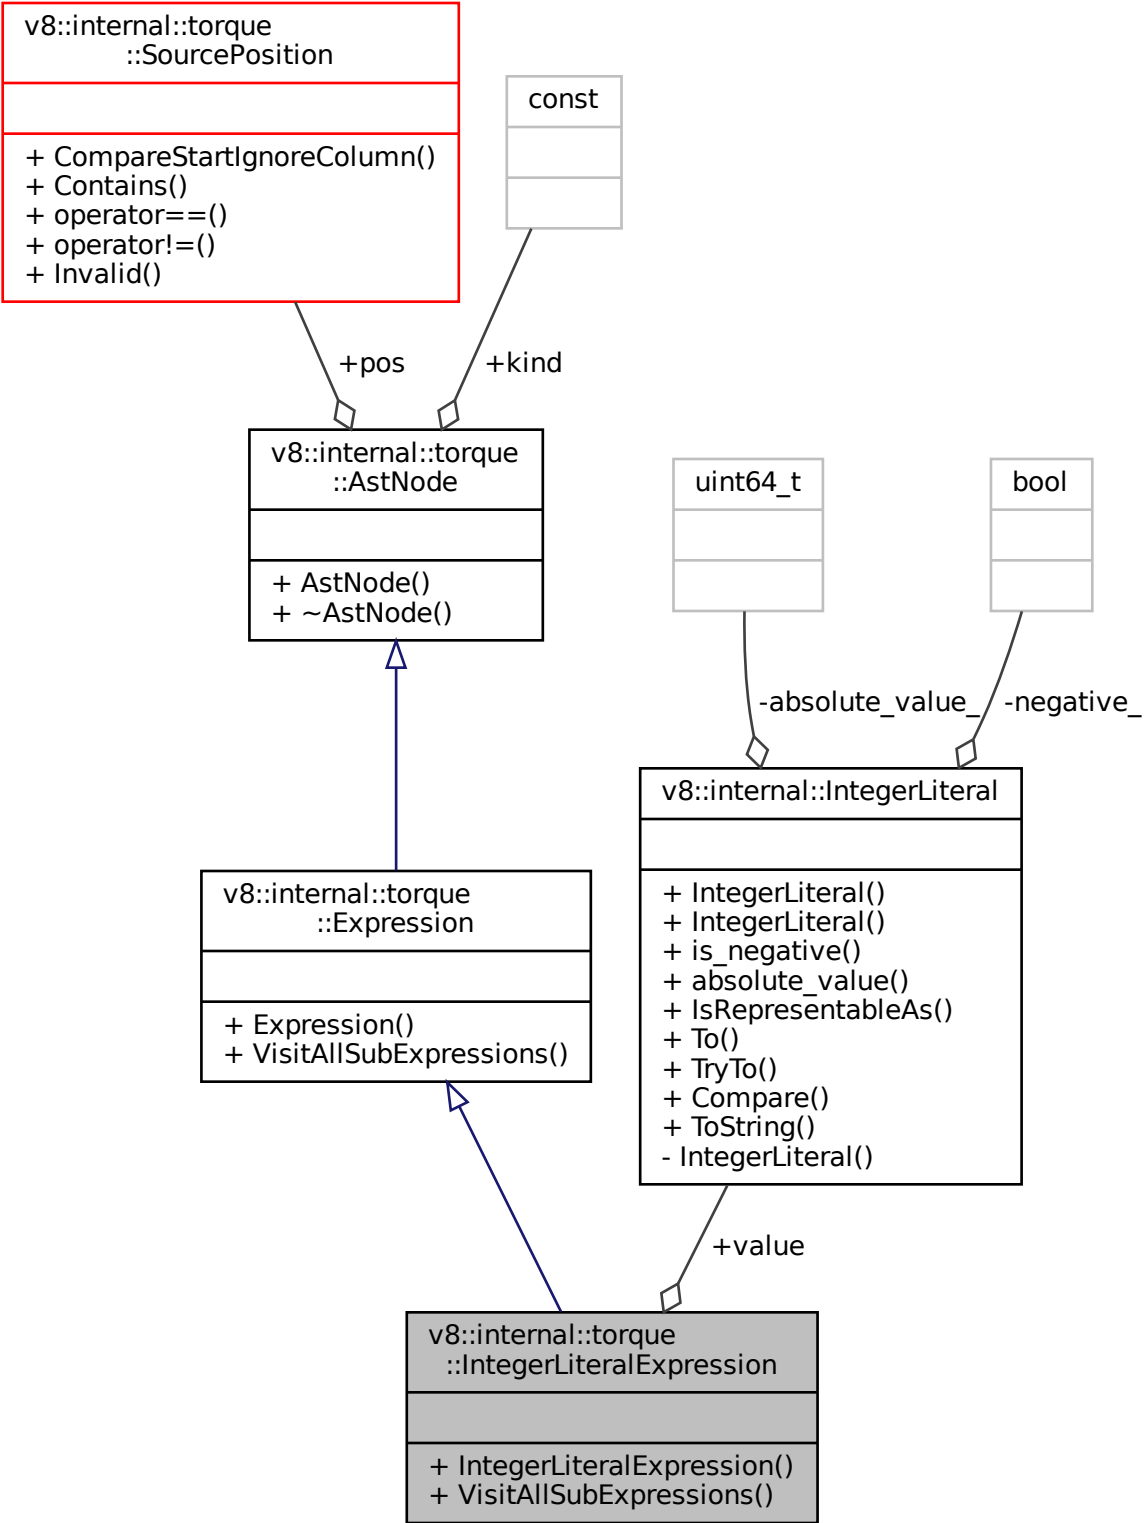 v8::internal::torque
::SourcePosition
+ CompareStartIgnoreColumn()
+ Contains()
+ operator==()
+ operator!=()
+ Invalid()
const
+pos
+kind
v8::internal::torque
::AstNode
+ AstNode()
+ ~AstNode()
uint64_t
bool
-absolute_value_
-negative_
v8::internal::IntegerLiteral
+ IntegerLiteral()
+ IntegerLiteral()
+ is_negative()
+ absolute_value()
+ IsRepresentableAs()
+ To()
+ TryTo()
+ Compare()
+ ToString()
- IntegerLiteral()
v8::internal::torque
::Expression
+ Expression()
+ VisitAllSubExpressions()
+value
v8::internal::torque
::IntegerLiteralExpression
+ IntegerLiteralExpression()
+ VisitAllSubExpressions()